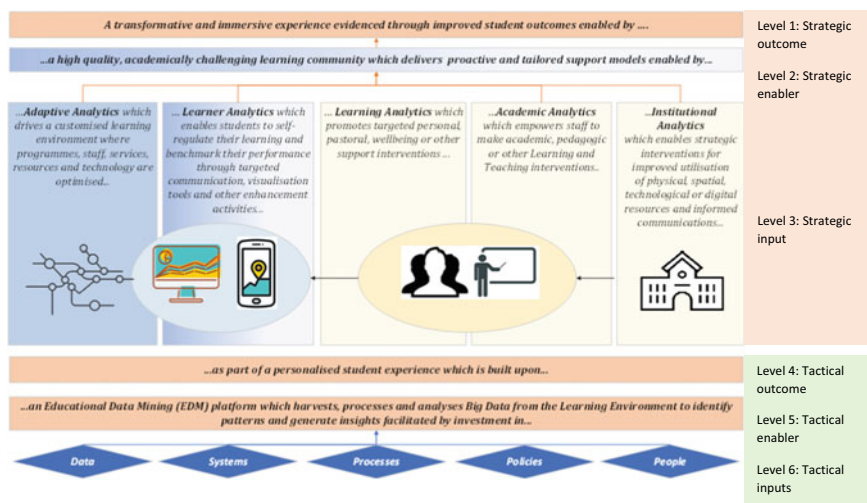 A transformative and immersive experience evidenced through improved student outcomes enabled by ....
Level 1: Strategic
outcome
...a high quality, academically challenging learning community which delivers proactive and tailored support models enabled by...
Level 2: Strategic
enabler
...Adaptive Analytics which
drives a customised learning
environment where
programmes, staff, services,
resources and technology are
optimised...
... Learner Analytics which
enables students to self-
regulate their learning and
benchmark their performance
through targeted
communication, visualisation
tools and other enhancement
activities...
... Learning Analytics which
promotes targeted personal,
pastoral, wellbeing or other
support interventions ...
... Academic Analytics
which empowers staff to
make academic, pedagogic
or other Learning and
Teaching interventions..
...Institutional
Analytics
which enables strategic
interventions for
improved utilisation
of physical, spatial,
technological or digital
resources and informed
communications...
Level 3: Strategic
input
...as part of a personalised student experience which is built upon...
Level 4: Tactical
outcome
...an Educational Data Mining (EDM) platform which harvests, processes and analyses Big Data from the Learning Environment to identify
patterns and generate insights facilitated by investment in...
Level 5: Tactical
enabler
Data
Systems
Processes
Policies
People
Level 6: Tactical
inputs